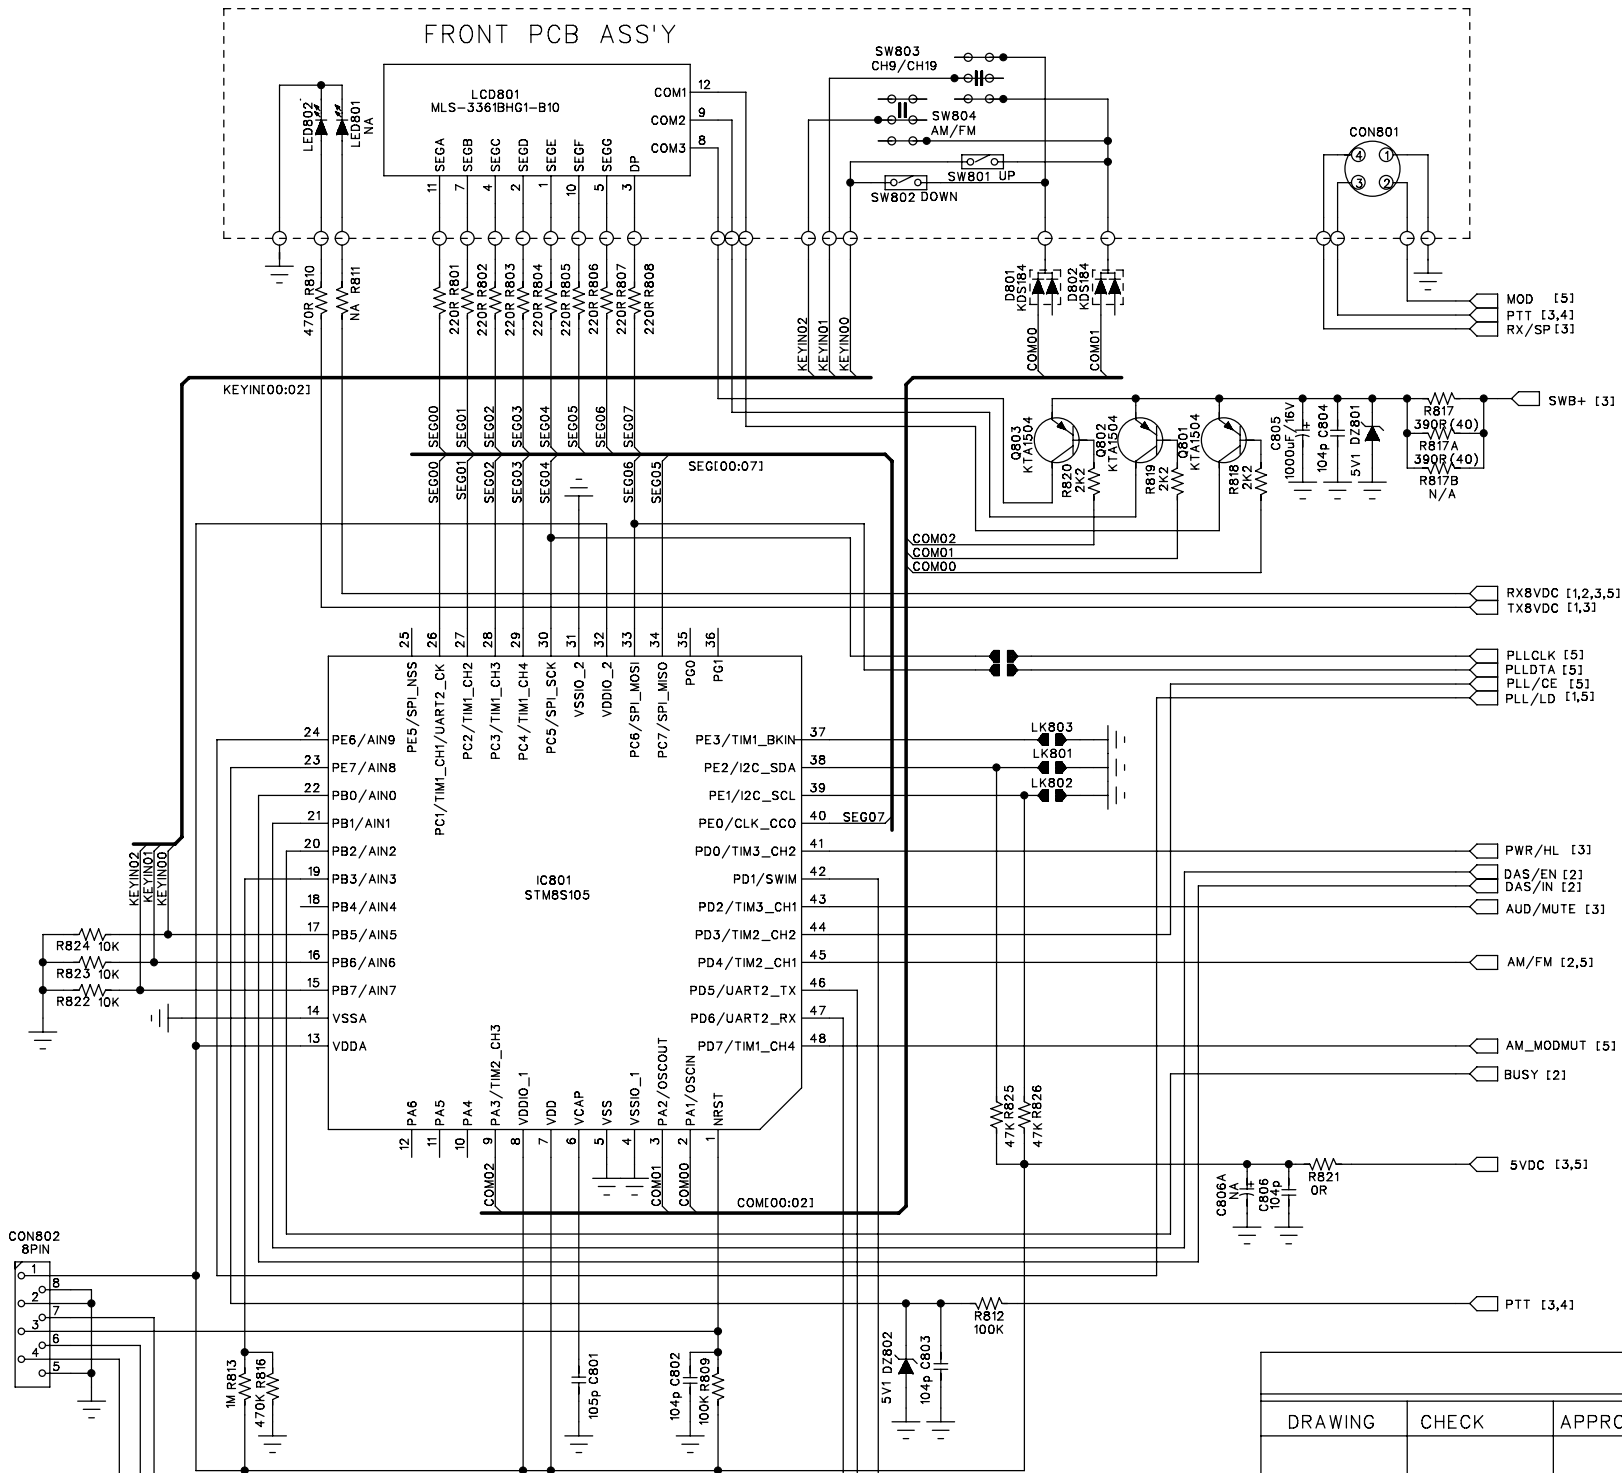 FRONT PCB ASS'Y
LCD801
MLS-3361BHG1-B10
COM1
12
COM2
9
COM3
8
SEGA
SEGB
SEGC
SEGD
SEGE
SEGF
SEGG
DP
11
7
4
2
1
10
5
3
LED802
LED801
NA
SW803
CH9/CH19
SW804
AM/FM
SW801 UP
SW802 DOWN
CON801
4
1
3
2
470R R810
NA R811
220R R801
220R R802
220R R803
220R R804
220R R805
220R R806
220R R807
220R R808
KEYIN02
KEYIN01
KEYIN00
D801
KDS184
D802
KDS184
COM00
COM01
MOD [5]
PTT [3,4]
RX/SP[3]
KEYIN[00:02]
SEG00
SEG01
SEG02
SEG03
SEG04
SEG05
SEG06
SEG07
SEG[00:07]
SEG00
SEG01
SEG02
SEG03
SEG04
SEG06
SEG05
Q803
KTA1504
Q802
KTA1504
Q801
KTA1504
R820
2K2
R819
2K2
R818
2K2
C805
1000uF/16V
104p C804
5V1 DZ801
R817
390R(40)
R817A
390R(40)
R817B
N/A
SWB+ [3]
COM02
COM01
COM00
RX8VDC [1,2,3,5]
TX8VDC [1,3]
PLLCLK [5]
PLLDTA [5]
PLL/CE [5]
PLL/LD [1,5]
25
26
27
28
29
30
31
32
33
34
35
36
PE5/SPI_NSS
PC1/TIM1_CH1/UART2_CK
PC2/TIM1_CH2
PC3/TIM1_CH3
PC4/TIM1_CH4
PC5/SPI_SCK
VSSIO_2
VDDIO_2
PC6/SPI_MOSI
PC7/SPI_MISO
PG0
PG1
24 PE6/AIN9
23 PE7/AIN8
22 PB0/AIN0
21 PB1/AIN1
20 PB2/AIN2
19 PB3/AIN3
18 PB4/AIN4
17 PB5/AIN5
16 PB6/AIN6
15 PB7/AIN7
14 VSSA
13 VDDA
IC801
STM8S105
PE3/TIM1_BKIN 37
PE2/I2C_SDA 38
PE1/I2C_SCL 39
PE0/CLK_CCO 40
PD0/TIM3_CH2 41
PD1/SWIM 42
PD2/TIM3_CH1 43
PD3/TIM2_CH2 44
PD4/TIM2_CH1 45
PD5/UART2_TX 46
PD6/UART2_RX 47
PD7/TIM1_CH4 48
SEG07
LK803
LK801
LK802
PWR/HL [3]
DAS/EN [2]
DAS/IN [2]
AUD/MUTE [3]
AM/FM [2,5]
AM_MODMUT [5]
BUSY [2]
KEYIN02
KEYIN01
KEYIN00
R824 10K
R823 10K
R822 10K
PA6
PA5
PA4
PA3/TIM2_CH3
VDDIO_1
VDD
VCAP
VSS
VSSIO_1
PA2/OSCOUT
PA1/OSCIN
NRST
12
11
10
9
8
7
6
5
4
3
2
1
COM02
COM01
COM00
COM[00:02]
47K R825
47K R826
5VDC [3,5]
R821
0R
C806A
NA
C806
104p
CON802
8PIN
1
8
2
7
3
6
4
5
1M R813
470K R816
105p C801
104p C802
100K R809
5V1 DZ802
104p C803
R812
100K
PTT [3,4]
DRAWING
CHECK
APPRO